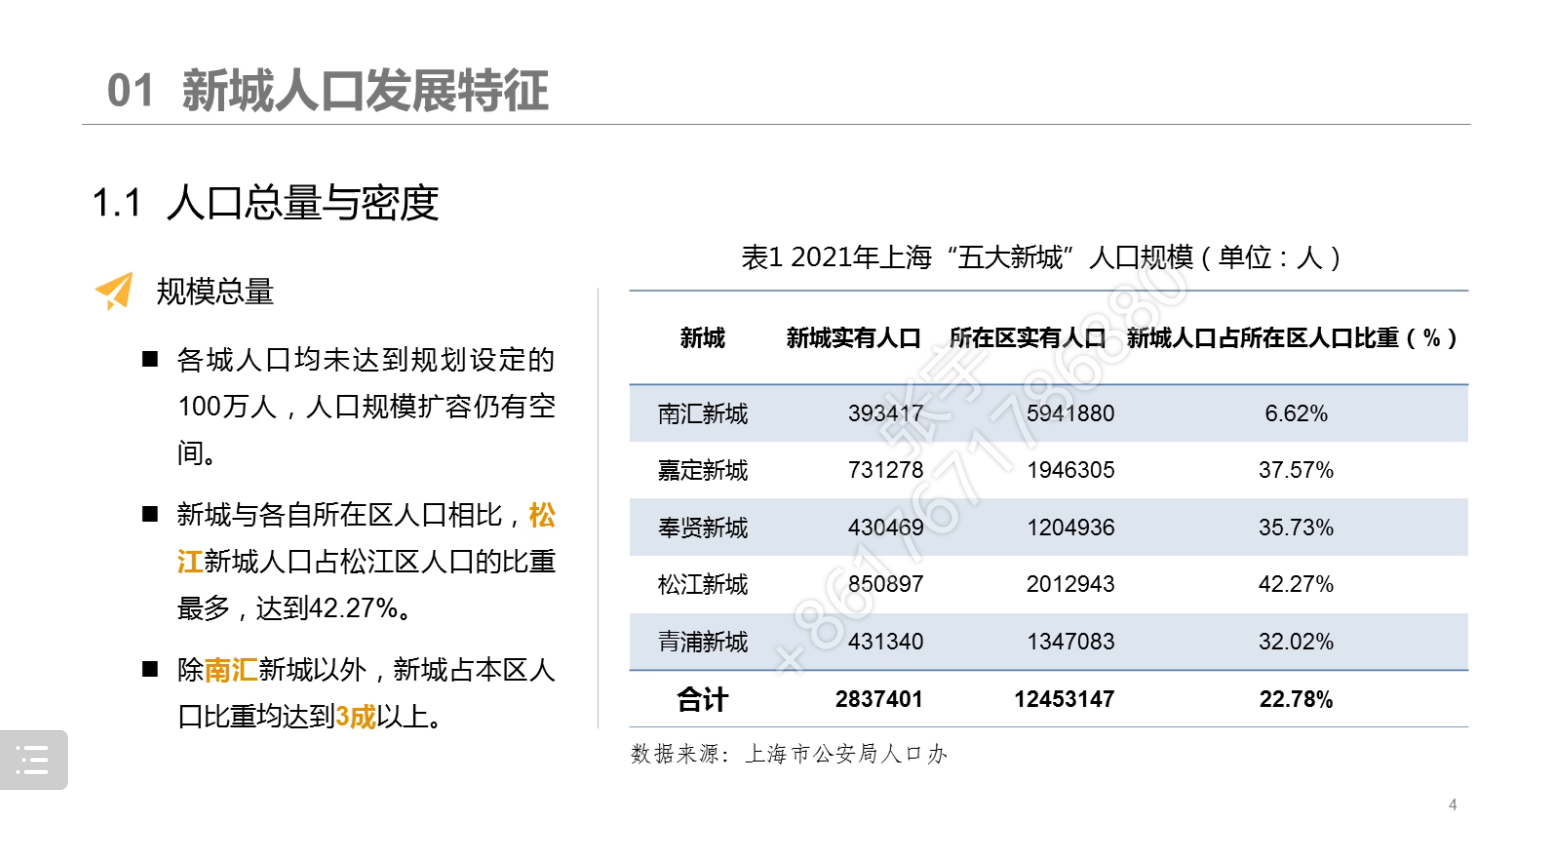 01 新城人口发展特征
1.1 人口总量与密度
规模总量
■ 各城人口均未达到规划设定的
100万人，人口规模扩容仍有空
间。
■ 新城与各自所在区人口相比，松
江新城人口占松江区人口的比重
最多，达到42.27%。
■ 除南汇新城以外，新城占本区人
口比重均达到3成以上。
表1 2021年上海“五大新城”人口规模（单位：人）
新城 新城实有人口 所在区实有人口 新城人口占所在区人口比重（%）
南汇新城 393417 5941880 6.62%
嘉定新城 731278 1946305 37.57%
奉贤新城 430469 1204936 35.73%
松江新城 850897 2012943 42.27%
青浦新城 431340 1347083 32.02%
合计 2837401 12453147 22.78%
数据来源：上海市公安局人口办
张宇
+8617671786880
4